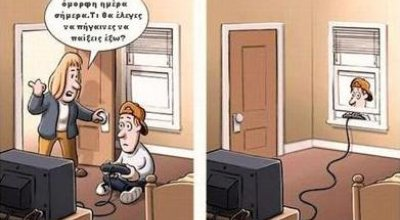 όμορφη ημέρα
σήμερα.Τι θα έλεγες
να πήγαινες να
παίξεις έξω?